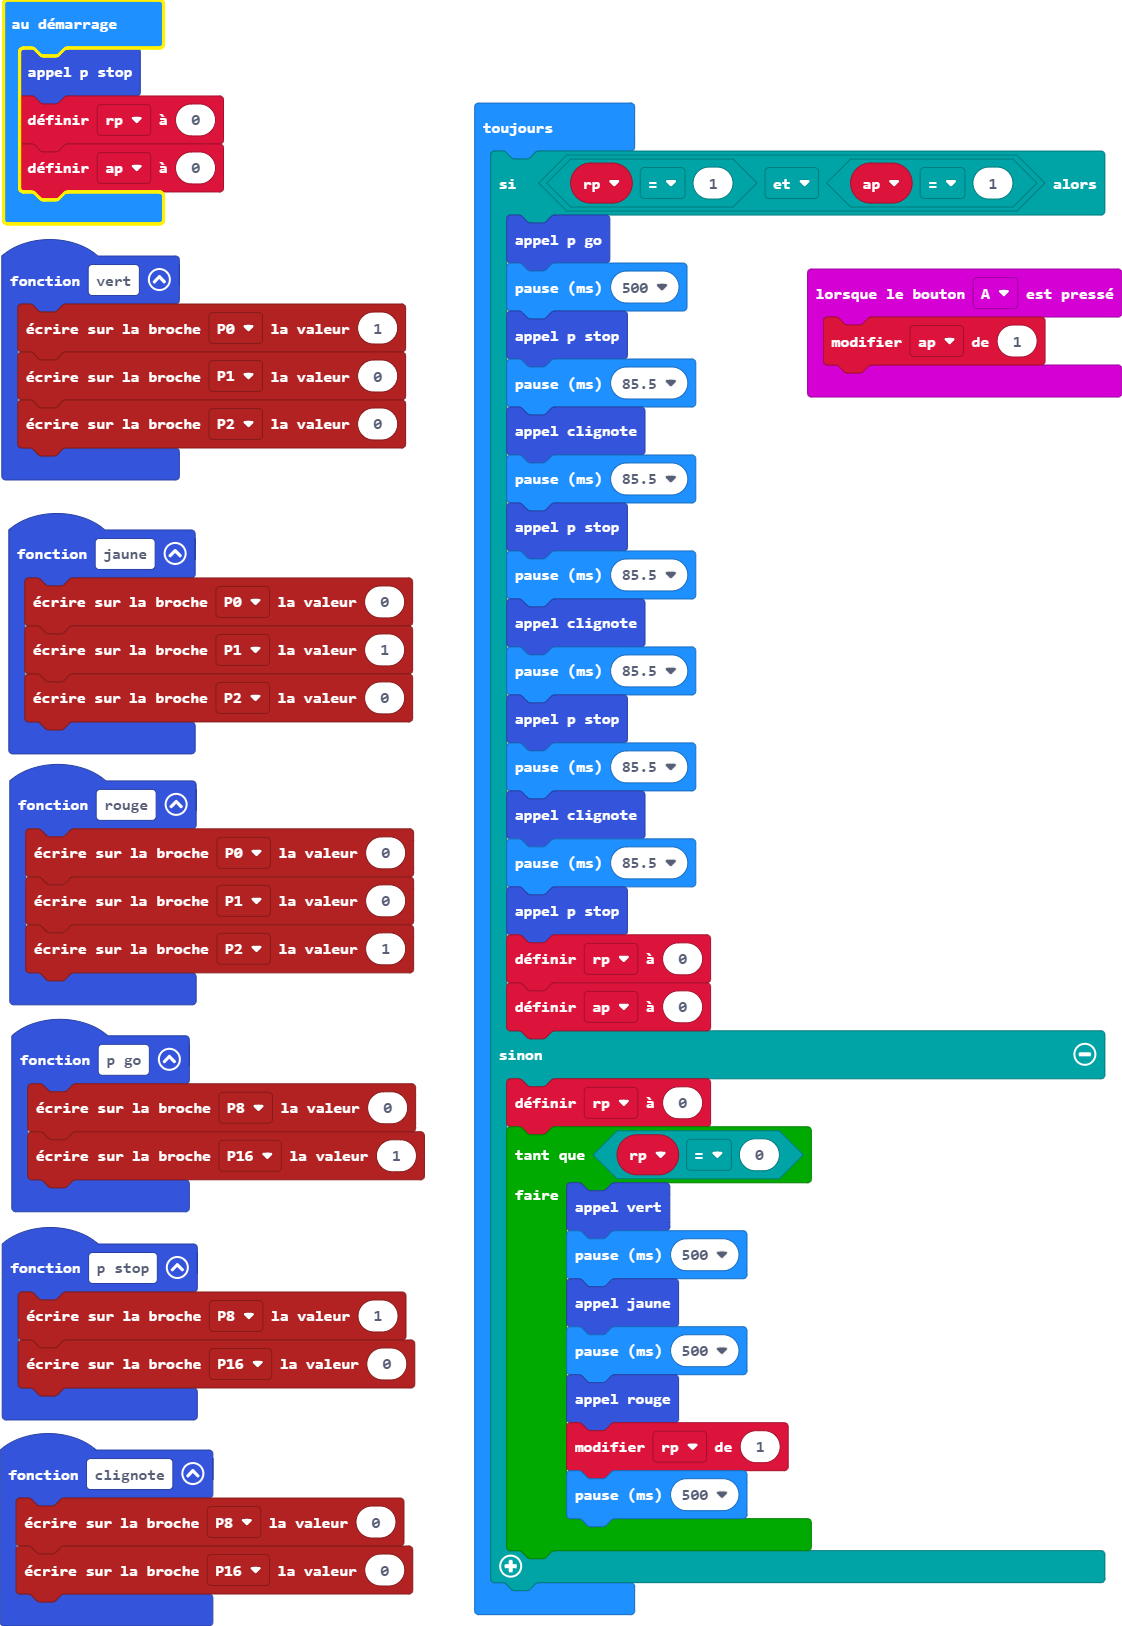 au démarrage
appel p stop
définir rp à 0
définir ap à 0
fonction vert
écrire sur la broche P0 la valeur 1
écrire sur la broche P1 la valeur 0
écrire sur la broche P2 la valeur 0
fonction jaune
écrire sur la broche P0 la valeur 0
écrire sur la broche P1 la valeur 1
écrire sur la broche P2 la valeur 0
fonction rouge
écrire sur la broche P0 la valeur 0
écrire sur la broche P1 la valeur 0
écrire sur la broche P2 la valeur 1
fonction p go
écrire sur la broche P8 la valeur 0
écrire sur la broche P16 la valeur 1
fonction p stop
écrire sur la broche P8 la valeur 1
écrire sur la broche P16 la valeur 0
fonction clignote
écrire sur la broche P8 la valeur 0
écrire sur la broche P16 la valeur 0
toujours
si rp = 1 et ap = 1 alors
appel p go
pause (ms) 500
appel p stop
pause (ms) 85.5
appel clignote
pause (ms) 85.5
appel p stop
pause (ms) 85.5
appel clignote
pause (ms) 85.5
appel p stop
pause (ms) 85.5
appel clignote
pause (ms) 85.5
appel p stop
définir rp à 0
définir ap à 0
sinon
définir rp à 0
tant que rp = 0
faire
appel vert
pause (ms) 500
appel jaune
pause (ms) 500
appel rouge
modifier rp de 1
pause (ms) 500
lorsque le bouton A est pressé
modifier ap de 1